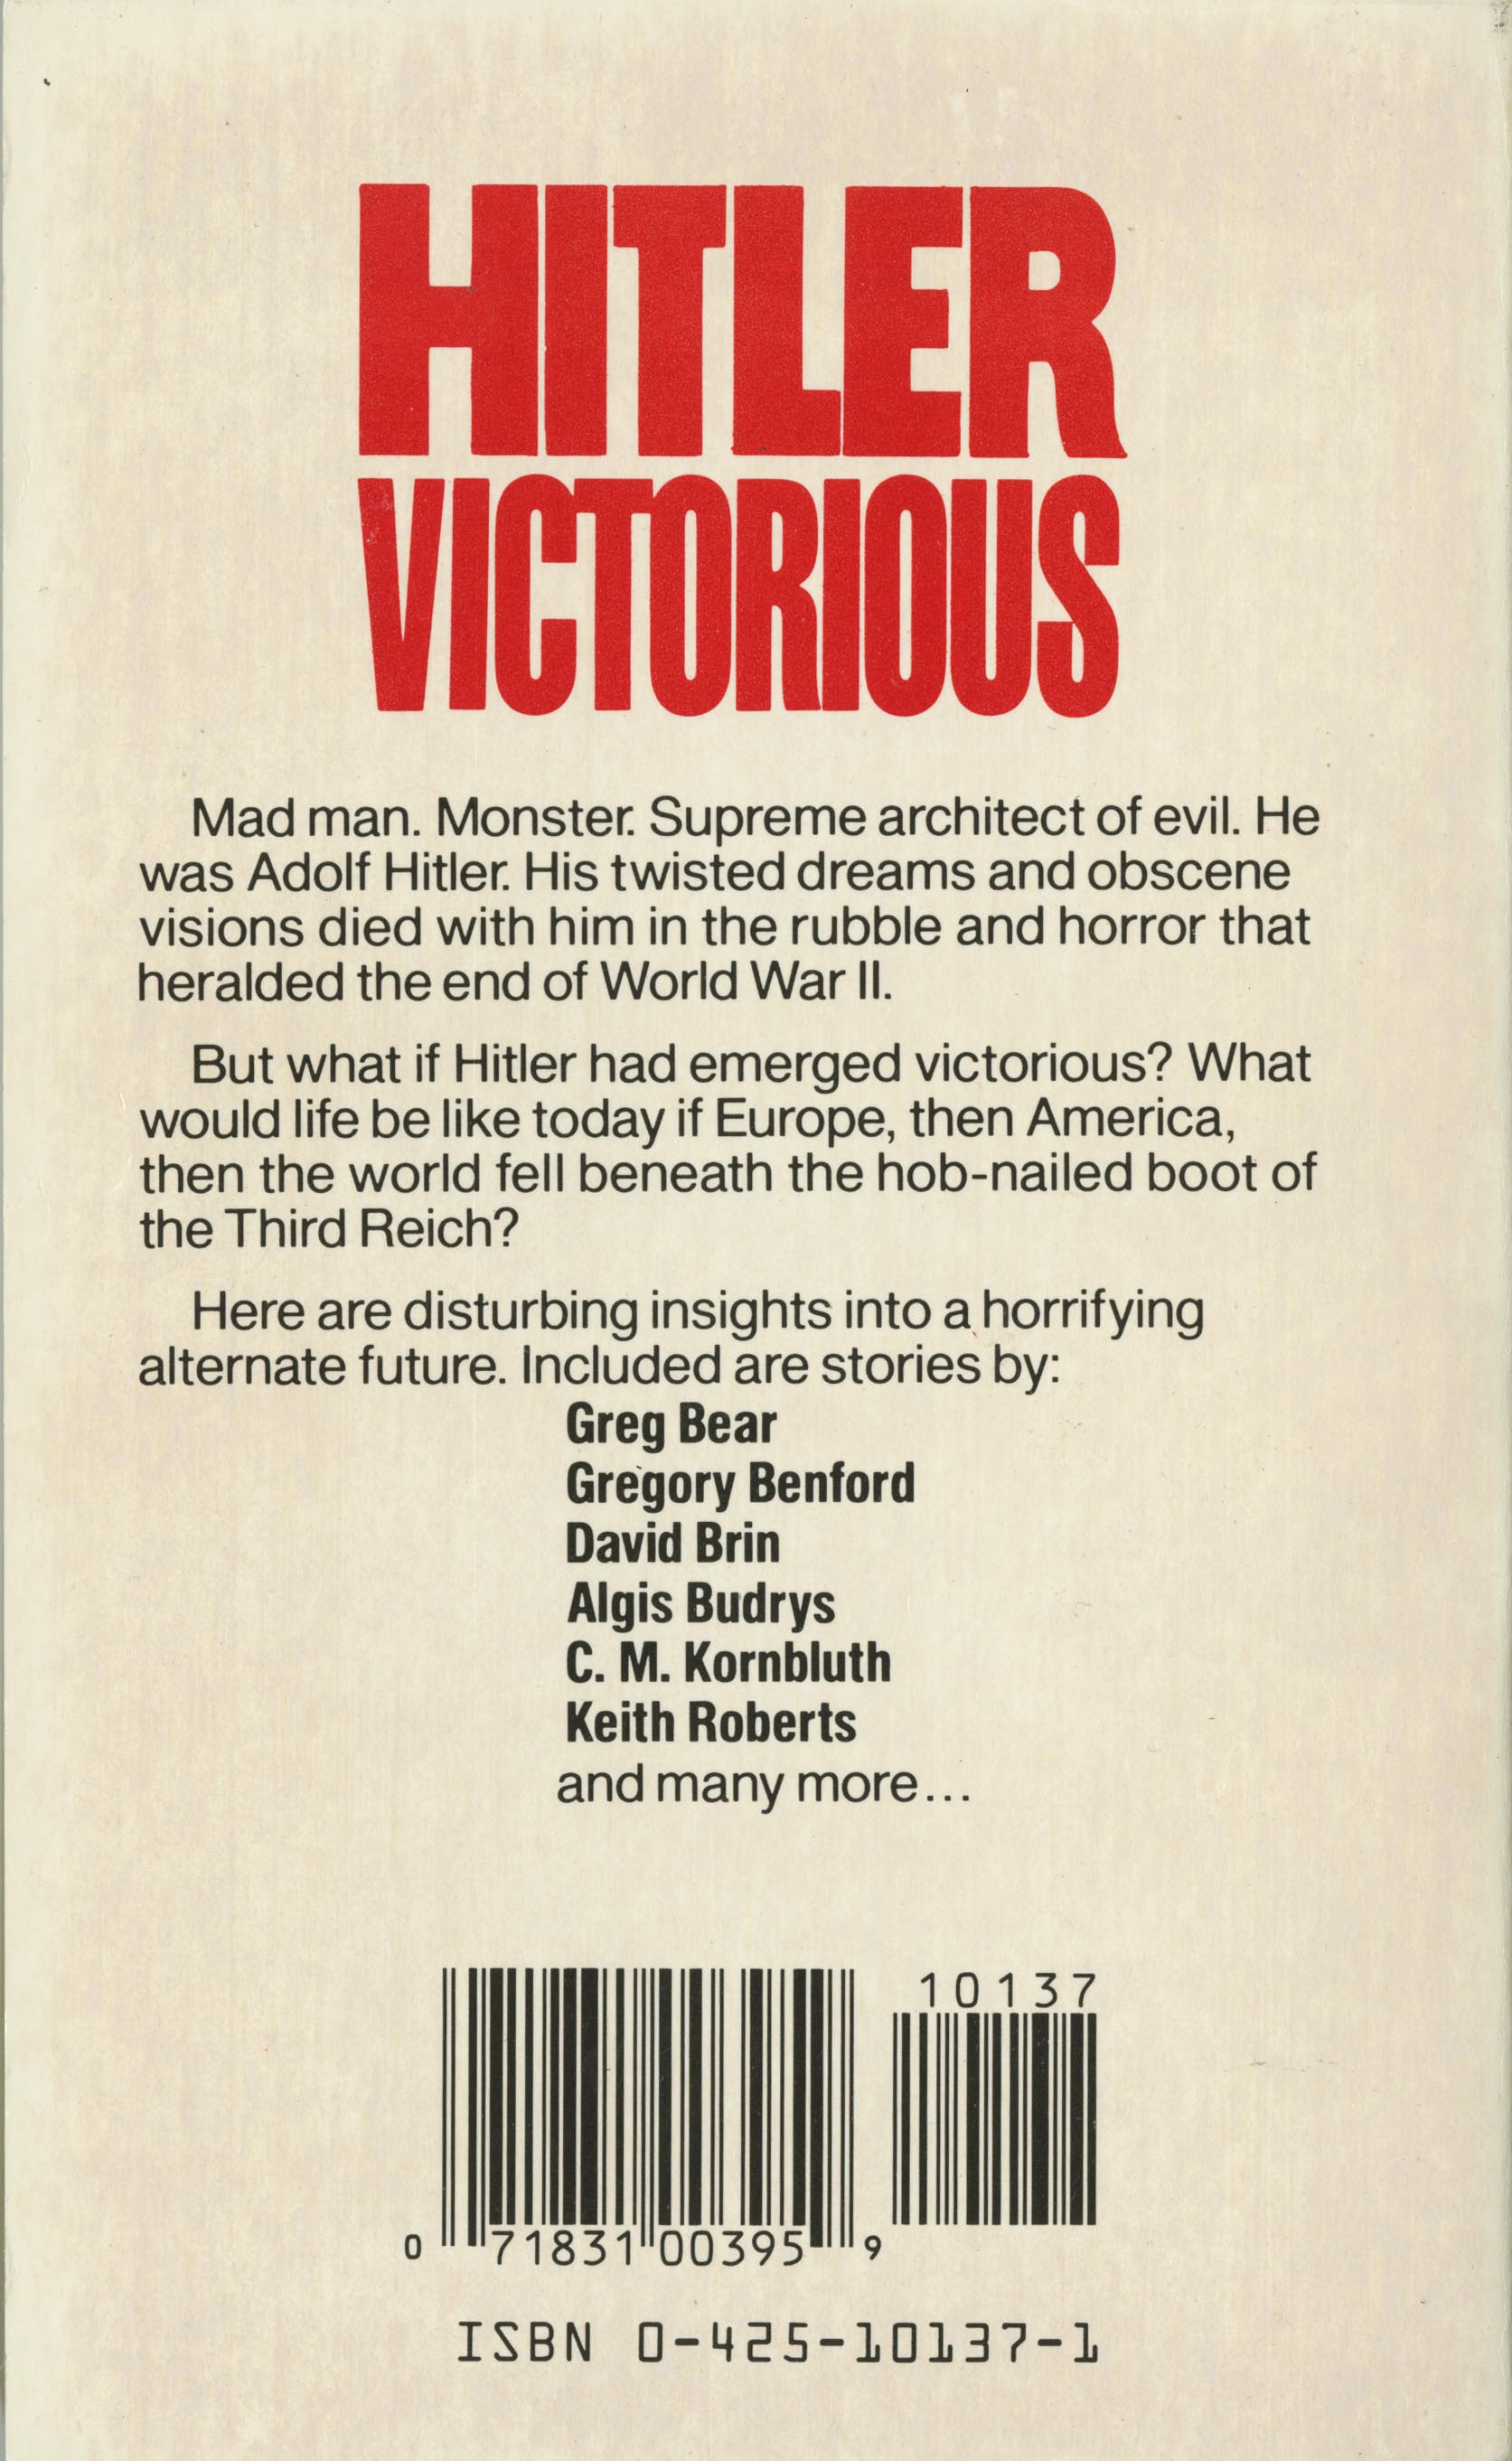 HITLER
VICTORIOUS
Mad man. Monster. Supreme architect of evil. He
was Adolf Hitler. His twisted dreams and obscene
visions died with him in the rubble and horror that
heralded the end of World War II.
But what if Hitler had emerged victorious? What
would life be like today if Europe, then America,
then the world fell beneath the hob-nailed boot of
the Third Reich?
Here are disturbing insights into a horrifying
alternate future. Included are stories by:
Greg Bear
Gregory Benford
David Brin
Algis Budrys
C. M. Kornbluth
Keith Roberts
and many more...
10137
0 71831 00395 9
ISBN 0-425-10137-1